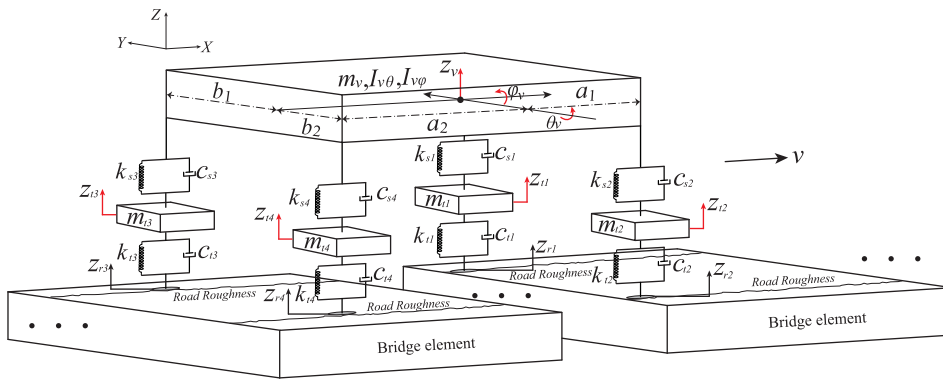 Z
Y
X
z_v
m_v,I_vθ,I_vφ
φ_v
a_1
b_1
b_2
a_2
θ_v
k_s1
c_s1
v
k_s3
c_s3
k_s2
c_s2
z_t1
k_s4
c_s4
z_t3
m_t1
z_t2
z_t4
m_t3
m_t2
k_t1
c_t1
m_t4
k_t3
c_t3
z_r1
z_r3
c_t4
k_t2
c_t2
z_r2
Road Roughness
Road Roughness
z_r4
k_t4
Road Roughness
Road Roughness
• • •
• • •
• • •
Bridge element
Bridge element